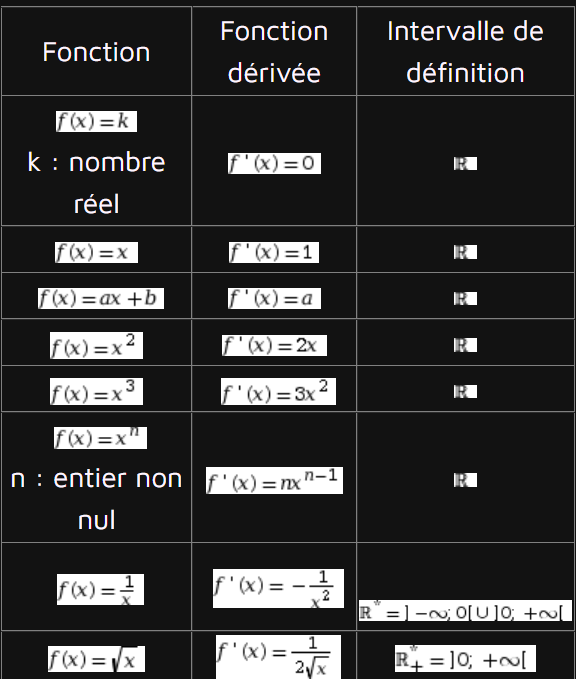 Fonction
Fonction dérivée
Intervalle de définition
f(x)=k
k : nombre réel
f'(x)=0
ℝ
f(x)=x
f'(x)=1
ℝ
f(x)=ax+b
f'(x)=a
ℝ
f(x)=x²
f'(x)=2x
ℝ
f(x)=x³
f'(x)=3x²
ℝ
f(x)=xⁿ
n : entier non nul
f'(x)=nxⁿ⁻¹
ℝ
f(x)=1/x
f'(x)=−1/x²
ℝ*=]−∞;0[∪]0; +∞[
f(x)=√x
f'(x)=1/(2√x)
ℝ*₊=]0; +∞[